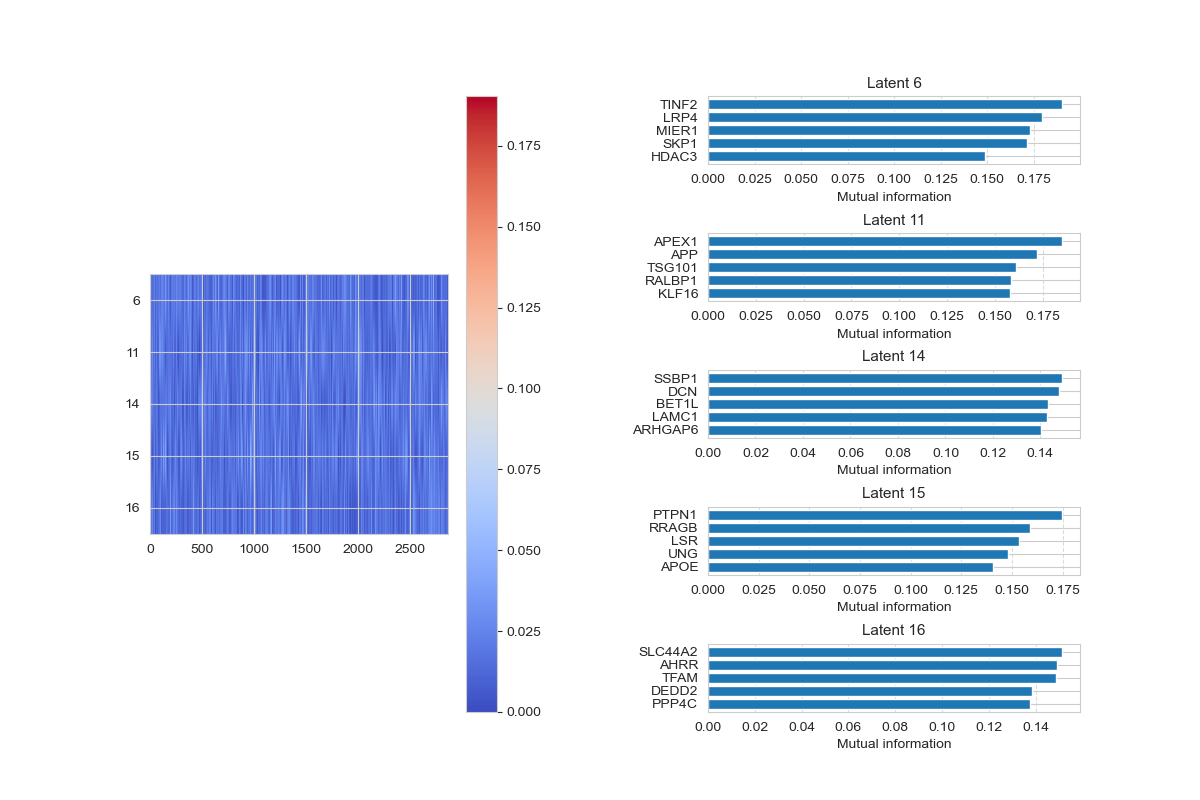 6
11
14
15
16
0 500 1000 1500 2000 2500
0.175
0.150
0.125
0.100
0.075
0.050
0.025
0.000
Latent 6
TINF2
LRP4
MIER1
SKP1
HDAC3
0.000 0.025 0.050 0.075 0.100 0.125 0.150 0.175
Mutual information
Latent 11
APEX1
APP
TSG101
RALBP1
KLF16
0.000 0.025 0.050 0.075 0.100 0.125 0.150 0.175
Mutual information
Latent 14
SSBP1
DCN
BET1L
LAMC1
ARHGAP6
0.00 0.02 0.04 0.06 0.08 0.10 0.12 0.14
Mutual information
Latent 15
PTPN1
RRAGB
LSR
UNG
APOE
0.000 0.025 0.050 0.075 0.100 0.125 0.150 0.175
Mutual information
Latent 16
SLC44A2
AHRR
TFAM
DEDD2
PPP4C
0.00 0.02 0.04 0.06 0.08 0.10 0.12 0.14
Mutual information